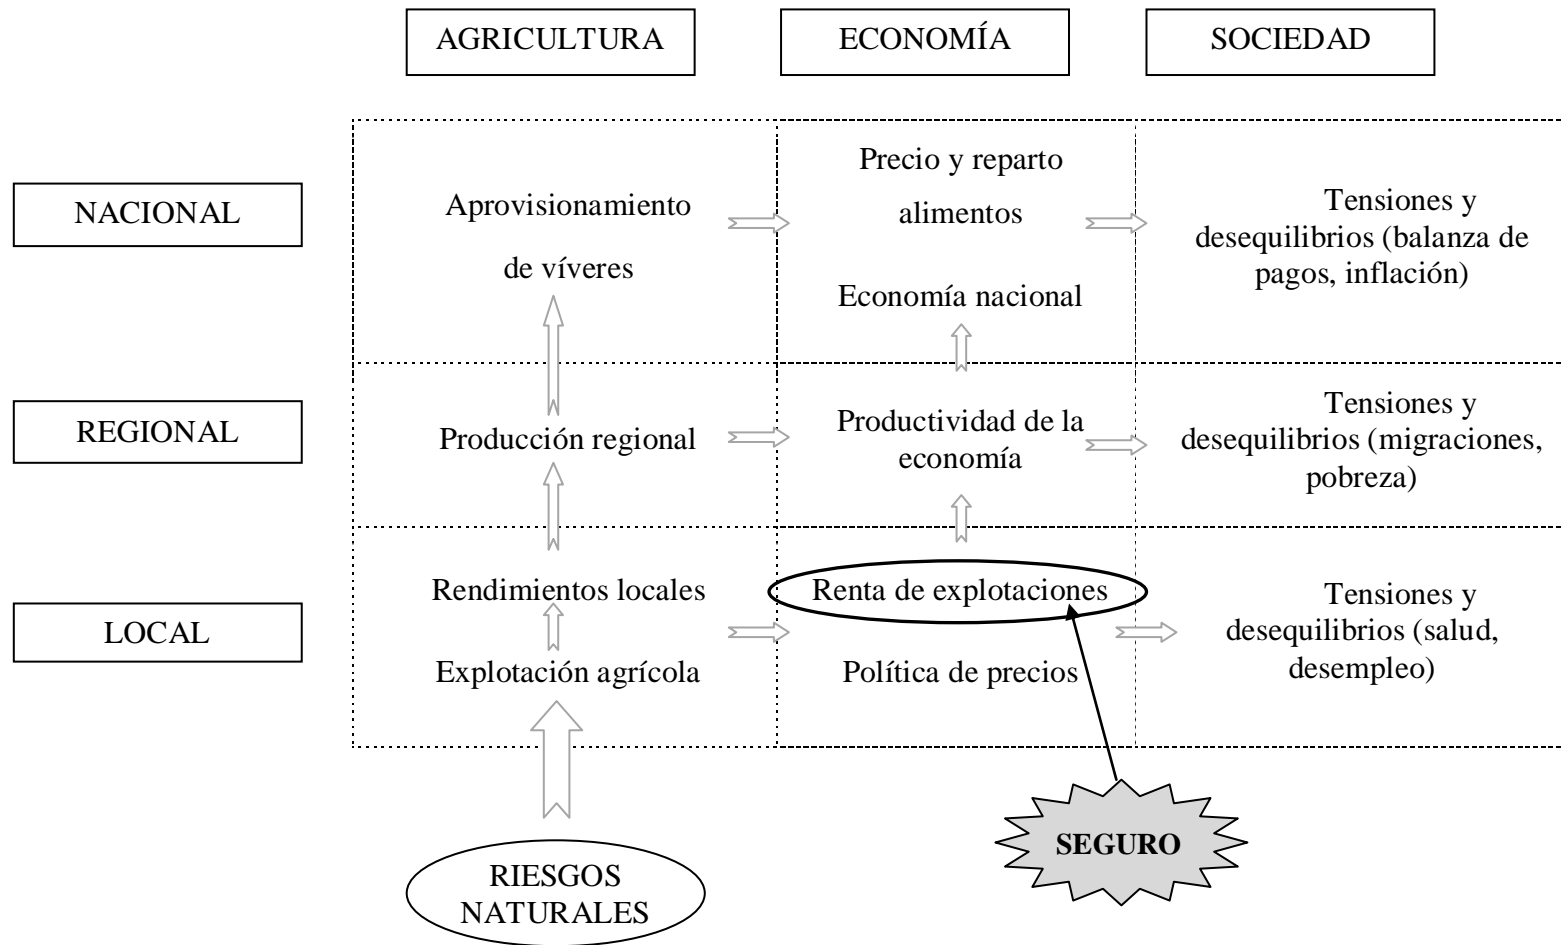 AGRICULTURA
ECONOMÍA
SOCIEDAD
NACIONAL
Aprovisionamiento
de víveres
Precio y reparto
alimentos
Economía nacional
Tensiones y
desequilibrios (balanza de
pagos, inflación)
REGIONAL
Producción regional
Productividad de la
economía
Tensiones y
desequilibrios (migraciones,
pobreza)
LOCAL
Rendimientos locales
Explotación agrícola
Renta de explotaciones
Política de precios
Tensiones y
desequilibrios (salud,
desempleo)
RIESGOS
NATURALES
SEGURO